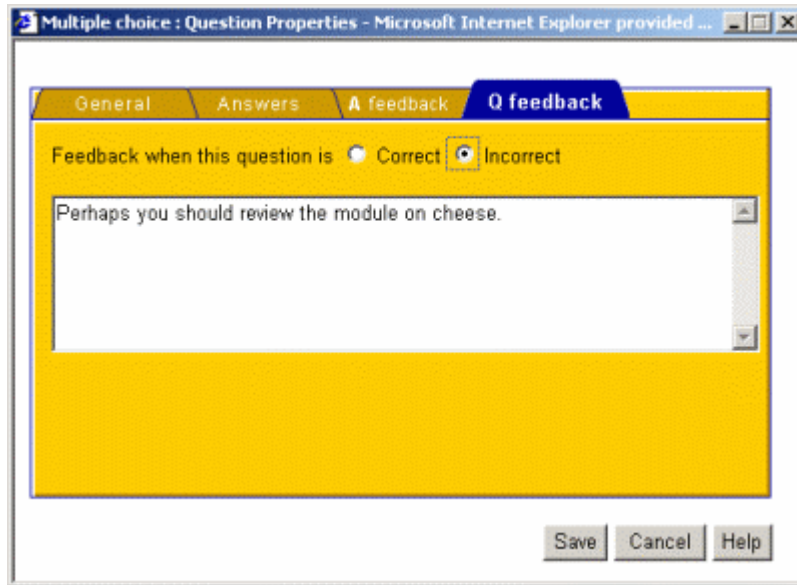 Multiple choice : Question Properties - Microsoft Internet Explorer provided ...
General Answers A feedback Q feedback
Feedback when this question is Correct Incorrect
Perhaps you should review the module on cheese.
Save Cancel Help